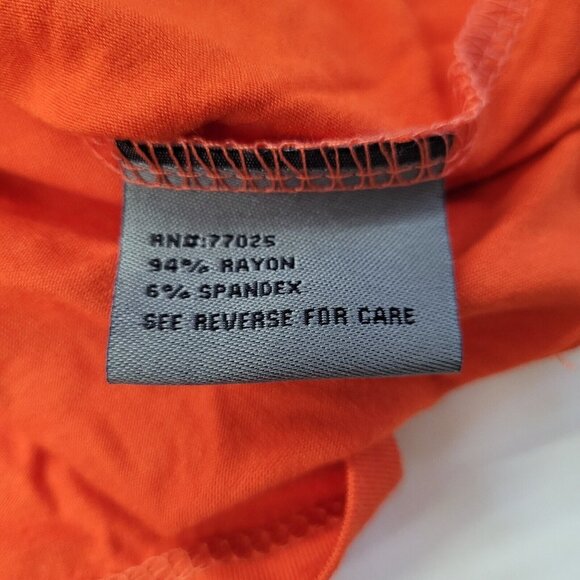 RN#:77025
94% RAYON
6% SPANDEX
SEE REVERSE FOR CARE